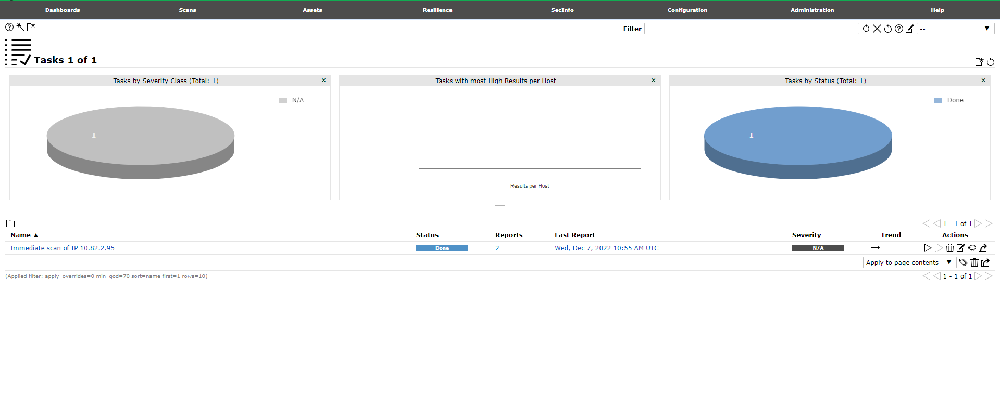 Dashboards Scans Assets Resilience SecInfo Configuration Administration Help
Filter --
Tasks 1 of 1
Tasks by Severity Class (Total: 1)
N/A
1
Tasks with most High Results per Host
Results per Host
Tasks by Status (Total: 1)
Done
1
1 - 1 of 1
Name ▲ Status Reports Last Report Severity Trend Actions
Immediate scan of IP 10.82.2.95 Done 2 Wed, Dec 7, 2022 10:55 AM UTC N/A
Apply to page contents
(Applied filter: apply_overrides=0 min_qod=70 sort=name first=1 rows=10) 1 - 1 of 1